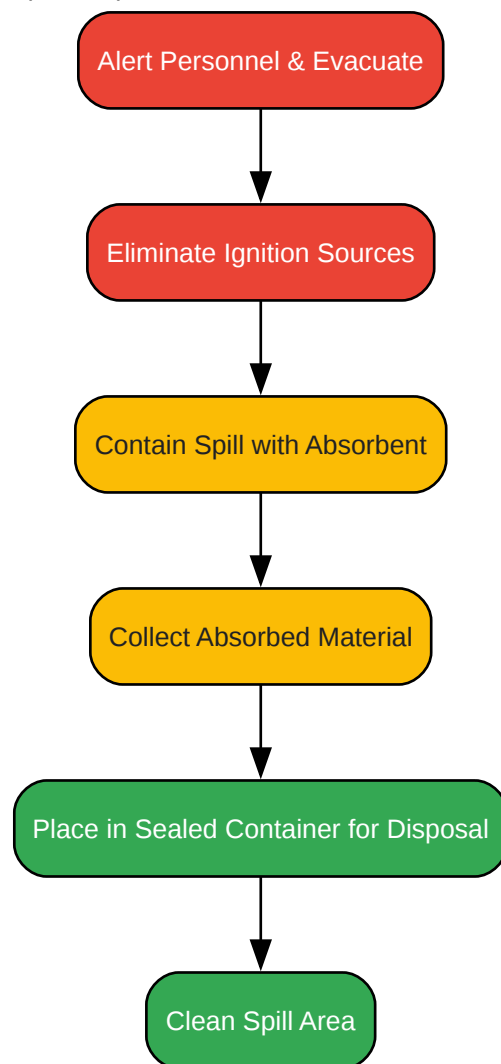 Alert Personnel & Evacuate
Eliminate Ignition Sources
Contain Spill with Absorbent
Collect Absorbed Material
Place in Sealed Container for Disposal
Clean Spill Area